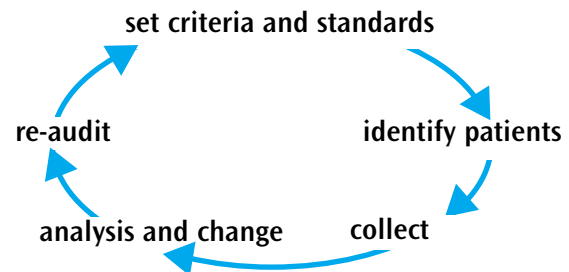 set criteria and standards
re-audit
identify patients
analysis and change
collect